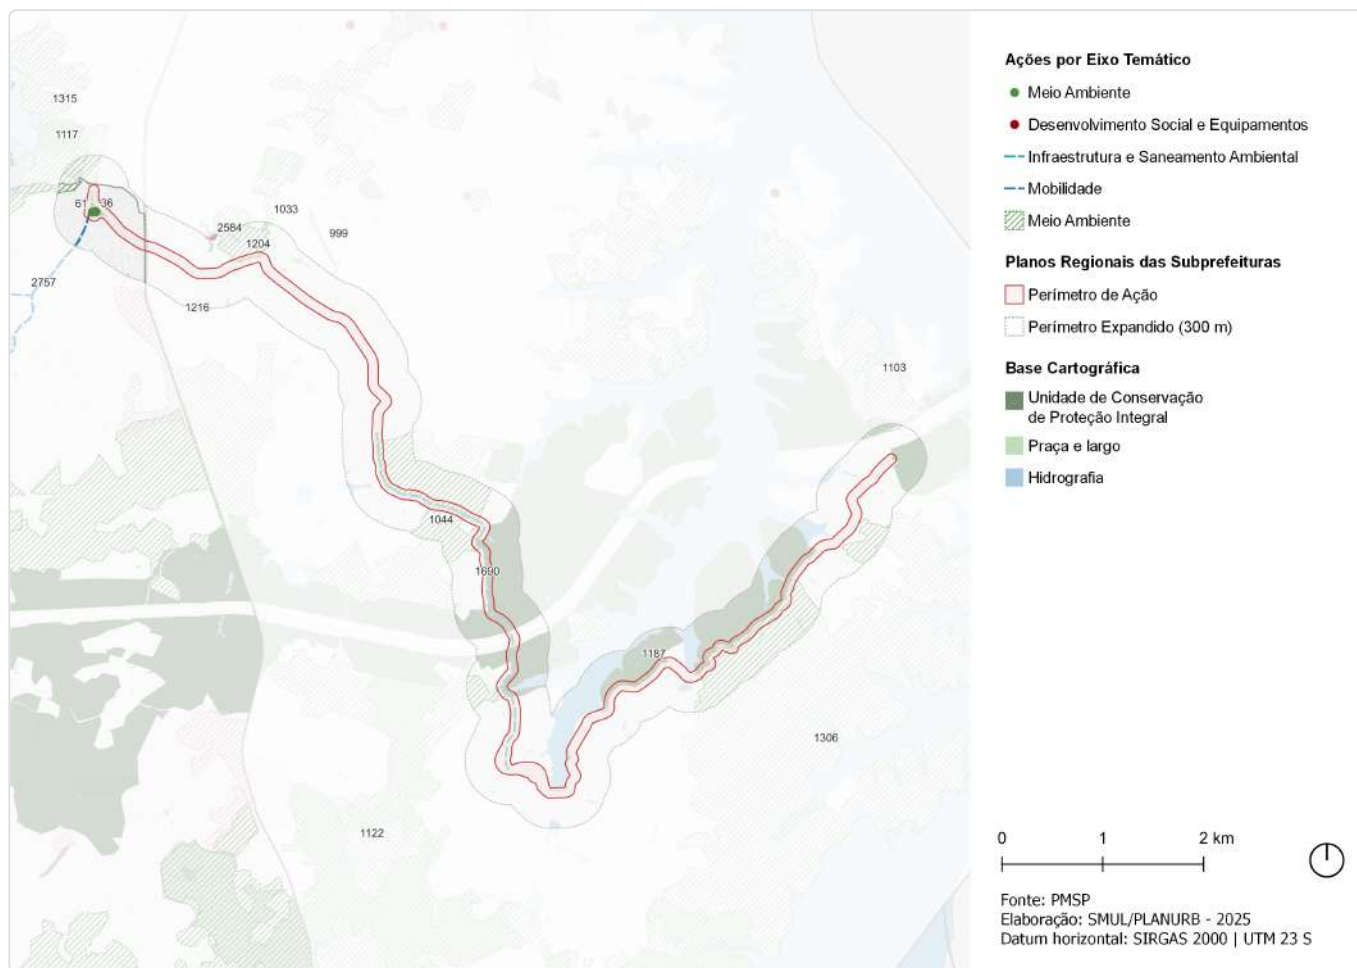 1315
1117
36
2584
1033
1204
999
2757
1216
1103
1044
1690
1187
1306
1122
Ações por Eixo Temático
Meio Ambiente
Desenvolvimento Social e Equipamentos
Infraestrutura e Saneamento Ambiental
Mobilidade
Meio Ambiente
Planos Regionais das Subprefeituras
Perímetro de Ação
Perímetro Expandido (300 m)
Base Cartográfica
Unidade de Conservação
de Proteção Integral
Praça e largo
Hidrografia
0 1 2 km
Fonte: PMSP
Elaboração: SMUL/PLANURB - 2025
Datum horizontal: SIRGAS 2000 | UTM 23 S